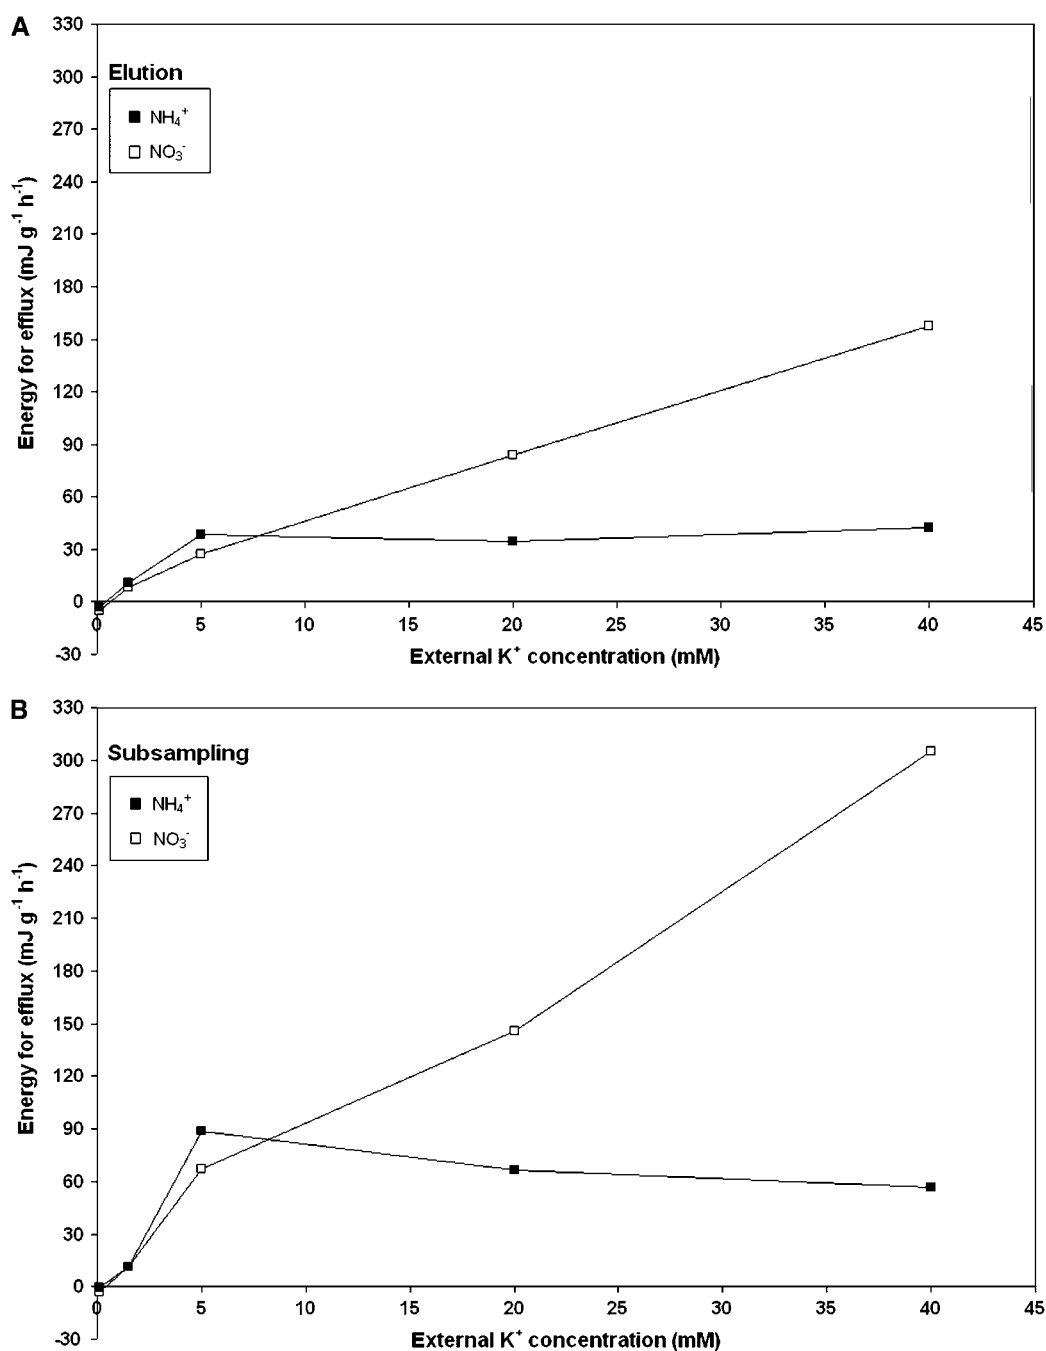 A
Elution
NH₄⁺
NO₃⁻
Energy for efflux (mJ g⁻¹ h⁻¹)
330
300
270
240
210
180
150
120
90
60
30
0
-30
0 5 10 15 20 25 30 35 40 45
External K⁺ concentration (mM)
B
Subsampling
NH₄⁺
NO₃⁻
Energy for efflux (mJ g⁻¹ h⁻¹)
330
300
270
240
210
180
150
120
90
60
30
0
-30
0 5 10 15 20 25 30 35 40 45
External K⁺ concentration (mM)